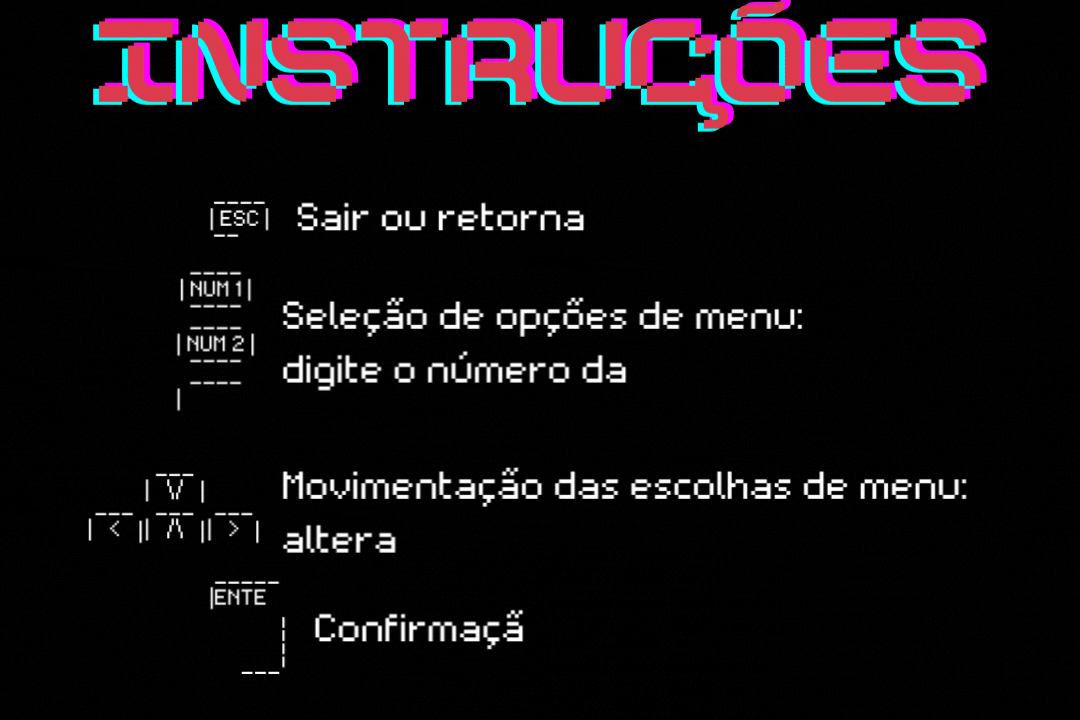 INSTRUÇÕES
ESC Sair ou retorna
NUM 1
Seleção de opções de menu:
NUM 2
digite o número da
V Movimentação das escolhas de menu:
< /\ > altera
ENTE
Confirmaçã